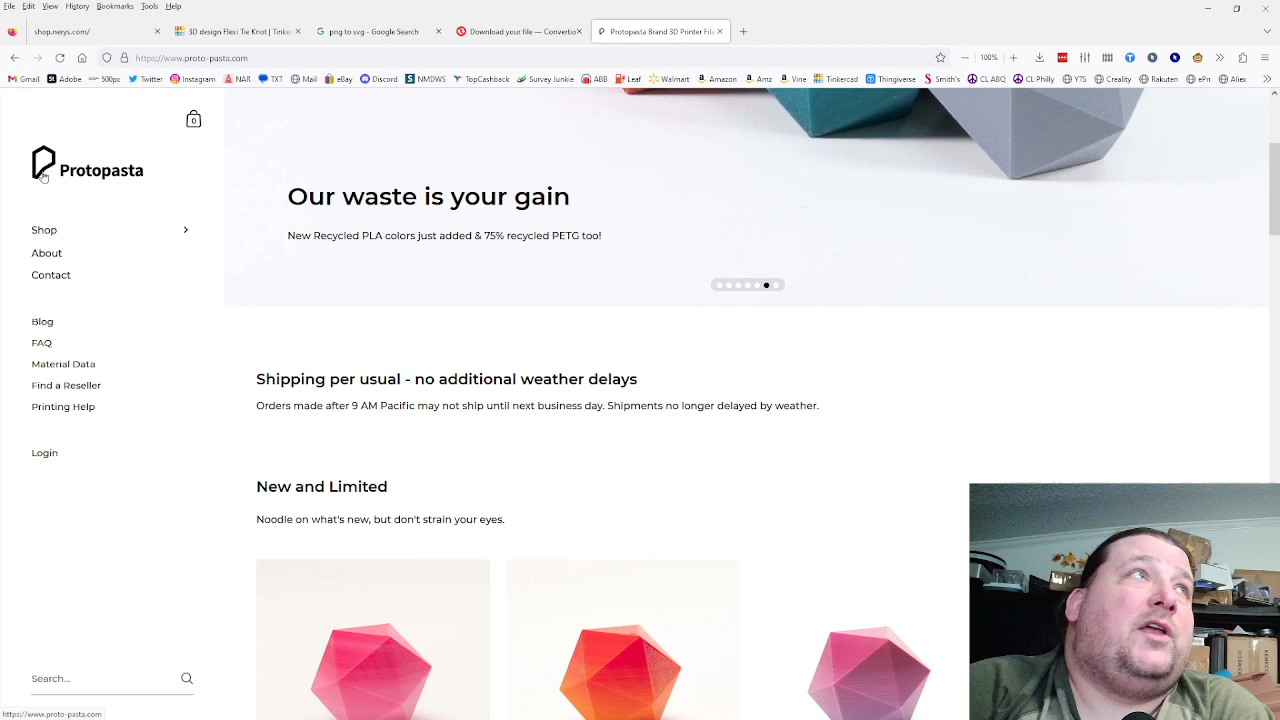 File Edit View History Bookmarks Tools Help
shop.nerys.com/
3D design Flexi Tie Knot | Tinker
png to svg - Google Search
Download your file — Convertio
Protopasta Brand 3D Printer Fila
https://www.proto-pasta.com
100%
Gmail Adobe 500px Twitter Instagram NAR TXT Mail eBay Discord NMDWS TopCashback Survey Junkie ABB Leaf Walmart Amazon Amz Vine Tinkercad Thingiverse Smith's CL ABQ CL Philly YTS Creality Rakuten ePn Aliex
0
Protopasta
Shop
About
Contact
Blog
FAQ
Material Data
Find a Reseller
Printing Help
Login
Search...
https://www.proto-pasta.com
Our waste is your gain
New Recycled PLA colors just added & 75% recycled PETG too!
Shipping per usual - no additional weather delays
Orders made after 9 AM Pacific may not ship until next business day. Shipments no longer delayed by weather.
New and Limited
Noodle on what's new, but don't strain your eyes.